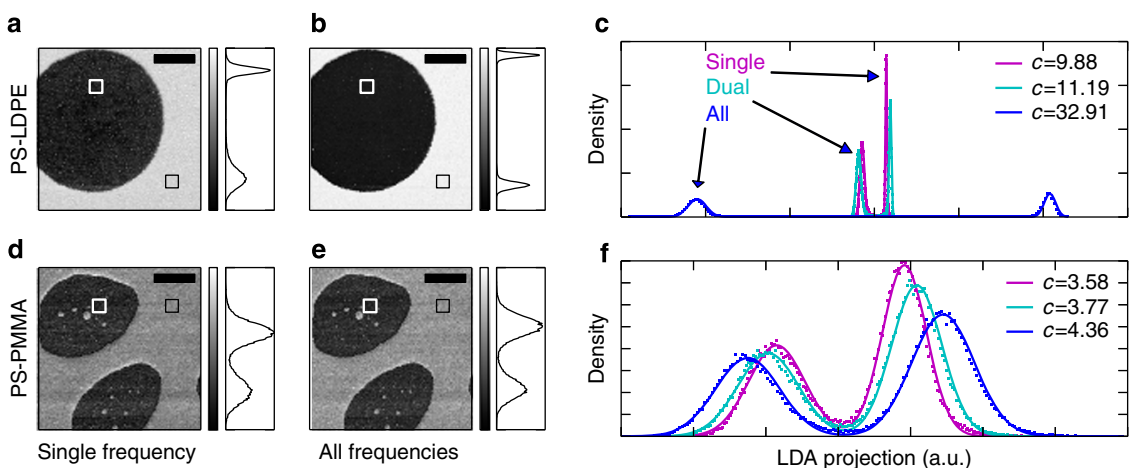 a
b
c
PS-LDPE
Single
Dual
All
c=9.88
c=11.19
c=32.91
Density
d
e
f
PS-PMMA
c=3.58
c=3.77
c=4.36
Density
Single frequency
All frequencies
LDA projection (a.u.)